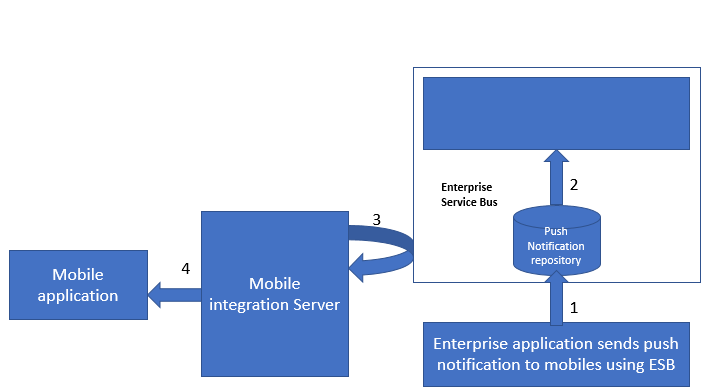 2
Enterprise
Service Bus
Push
Notification
repository
3
4
Mobile
application
Mobile
integration Server
1
Enterprise application sends push
notification to mobiles using ESB